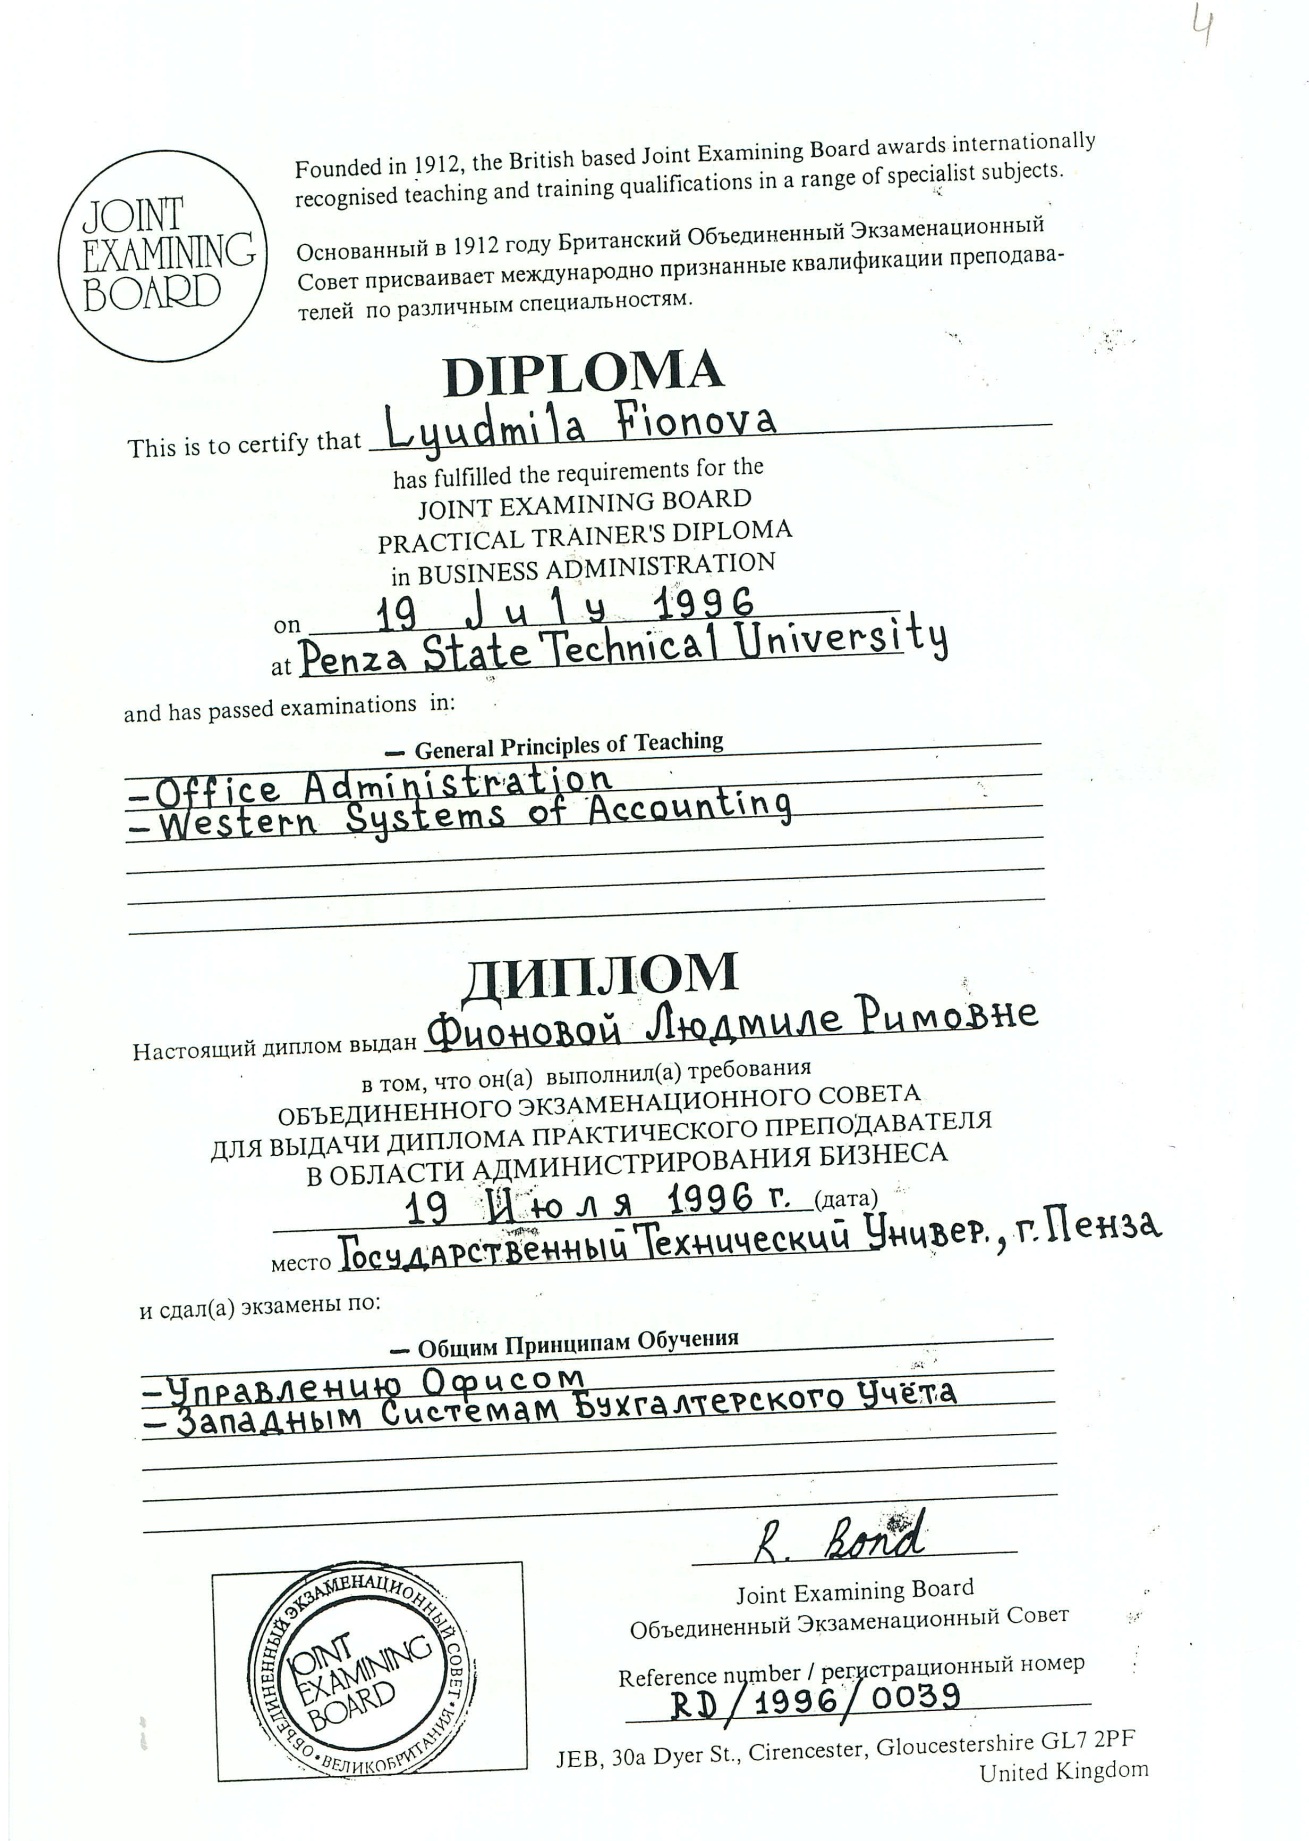 4
JOINT
EXAMINING
BOARD
Founded in 1912, the British based Joint Examining Board awards internationally
recognised teaching and training qualifications in a range of specialist subjects.
Основанный в 1912 году Британский Объединенный Экзаменационный
Совет присваивает международно признанные квалификации преподава-
телей по различным специальностям.
DIPLOMA
This is to certify that Lyudmila Fionova
has fulfilled the requirements for the
JOINT EXAMINING BOARD
PRACTICAL TRAINER'S DIPLOMA
in BUSINESS ADMINISTRATION
on 19 July 1996
at Penza State Technical University
and has passed examinations in:
— General Principles of Teaching
– Office Administration
– Western Systems of Accounting
ДИПЛОМ
Настоящий диплом выдан Фионовой Людмиле Римовне
в том, что он(а) выполнил(а) требования
ОБЪЕДИНЕННОГО ЭКЗАМЕНАЦИОННОГО СОВЕТА
ДЛЯ ВЫДАЧИ ДИПЛОМА ПРАКТИЧЕСКОГО ПРЕПОДАВАТЕЛЯ
В ОБЛАСТИ АДМИНИСТРИРОВАНИЯ БИЗНЕСА
19 Июля 1996 г. (дата)
место Государственный Технический Универ., г. Пенза
и сдал(а) экзамены по:
— Общим Принципам Обучения
– Управлению Офисом
– Западным Системам Бухгалтерского Учёта
R. Bond
Joint Examining Board
Объединенный Экзаменационный Совет
Reference number / регистрационный номер
RD/1996/0039
JEB, 30a Dyer St., Cirencester, Gloucestershire GL7 2PF
United Kingdom
ОБЪЕДИНЕННЫЙ ЭКЗАМЕНАЦИОННЫЙ СОВЕТ • ВЕЛИКОБРИТАНИЯ •
JOINT
EXAMINING
BOARD